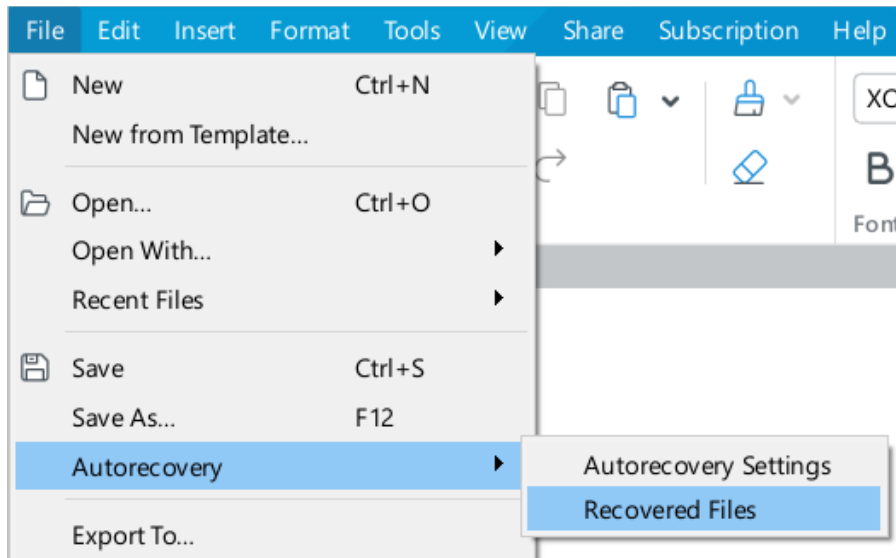 File Edit Insert Format Tools View Share Subscription Help
New Ctrl+N
New from Template...
Open... Ctrl+O
Open With...
Recent Files
Save Ctrl+S
Save As... F12
Autorecovery
Autorecovery Settings
Recovered Files
Export To...
XO
B